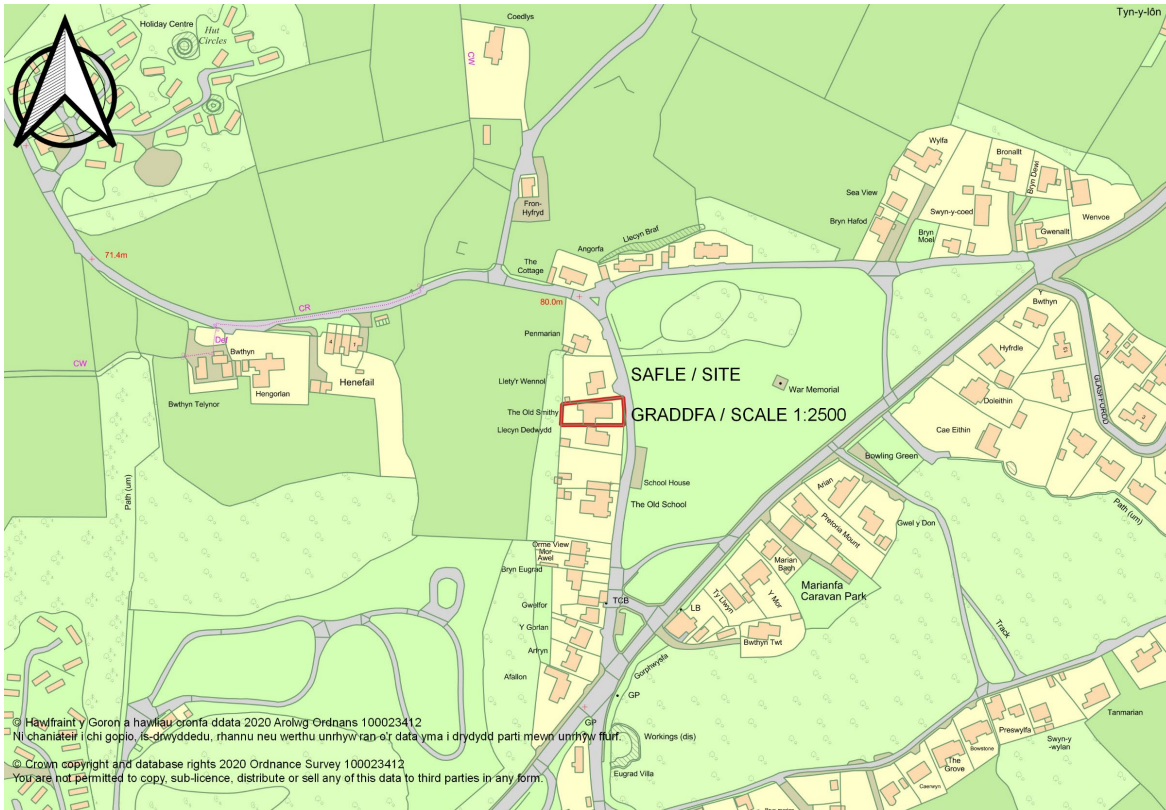 Tyn-y-lôn
Coedlys
Holiday Centre
Hut
Circles
CW
Wylfa
Bronallt
Bryn Dewi
Sea View
Swyn-y-coed
Wenvoe
Fron-
Hyfryd
Bryn Hafod
Bryn
Moel
Gwenallt
Llecyn Braf
Angorfa
The
Cottage
71.4m
80.0m
CR
Y
Bwthyn
Penmarian
Def
Bwthyn
4
1
Hyfrdle
CW
Henefail
Hengorlan
Bwthyn Telynor
Llety'r Wennol
SAFLE / SITE
War Memorial
Doleithin
GLASFFORDD
The Old Smithy
GRADDFA / SCALE 1:2500
Llecyn Dedwydd
Cae Eithin
Bowling Green
School House
The Old School
Path (um)
Arian
Pretoria Mount
Gwel y Don
Path (um)
Orme View
Mor
Awel
Marian
Bach
Bryn Eugrad
Marianfa
Caravan Park
TCB
Gwelfor
LB
Ty Llwyn
Y Mor
Y Gorlan
Track
Bwthyn Twt
Arfryn
Gorphwysfa
Afallon
GP
GP
Tanmarian
Preswylfa
Swyn-y
-wylan
Bowstone
Workings (dis)
The
Grove
Eugrad Villa
Caerwyn
© Hawlfraint y Goron a hawliau cronfa ddata 2020 Arolwg Ordnans 100023412
Ni chaniateir i chi gopio, is-drwyddedu, rhannu neu werthu unrhyw ran o'r data yma i drydydd parti mewn unrhyw ffurf.
© Crown copyright and database rights 2020 Ordnance Survey 100023412
You are not permitted to copy, sub-licence, distribute or sell any of this data to third parties in any form.